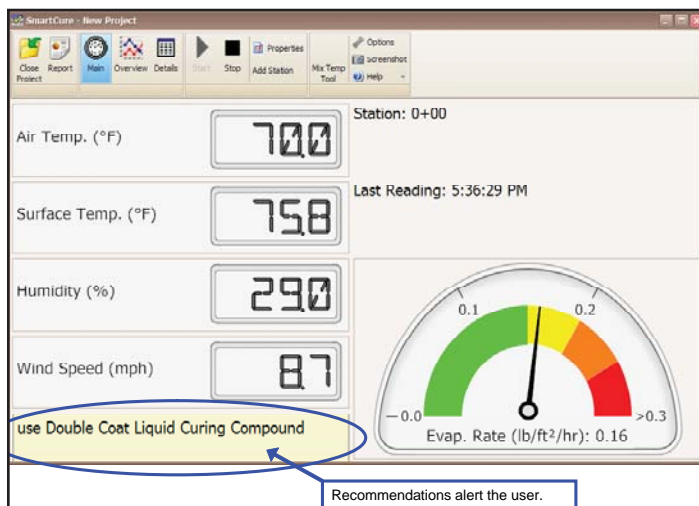 SmartCure - New Project
Close Project
Report
Main
Overview
Details
Start
Stop
Properties
Add Station
Mix Temp Tool
Options
Screenshot
Help
Air Temp. (°F)
70.0
Station: 0+00
Surface Temp. (°F)
75.8
Last Reading: 5:36:29 PM
Humidity (%)
29.0
Wind Speed (mph)
8.7
use Double Coat Liquid Curing Compound
0.0
0.1
0.2
>0.3
Evap. Rate (lb/ft²/hr): 0.16
Recommendations alert the user.